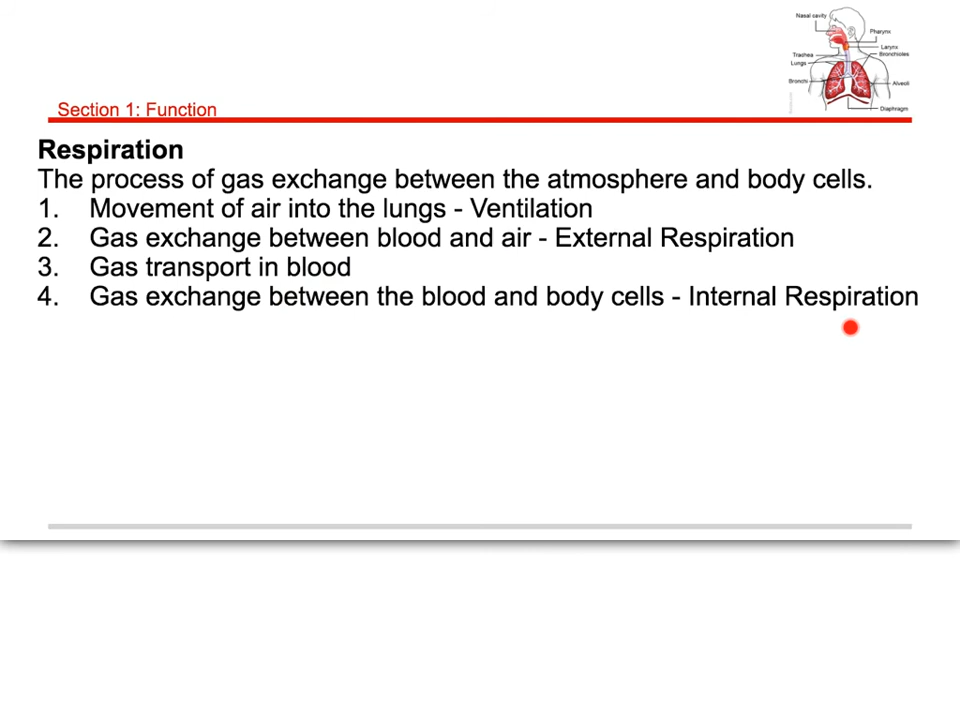 Nasal cavity
Pharynx
Larynx
Trachea
Bronchioles
Lungs
Bronchi
Alveoli
Diaphragm
Section 1: Function
Respiration
The process of gas exchange between the atmosphere and body cells.
1. Movement of air into the lungs - Ventilation
2. Gas exchange between blood and air - External Respiration
3. Gas transport in blood
4. Gas exchange between the blood and body cells - Internal Respiration